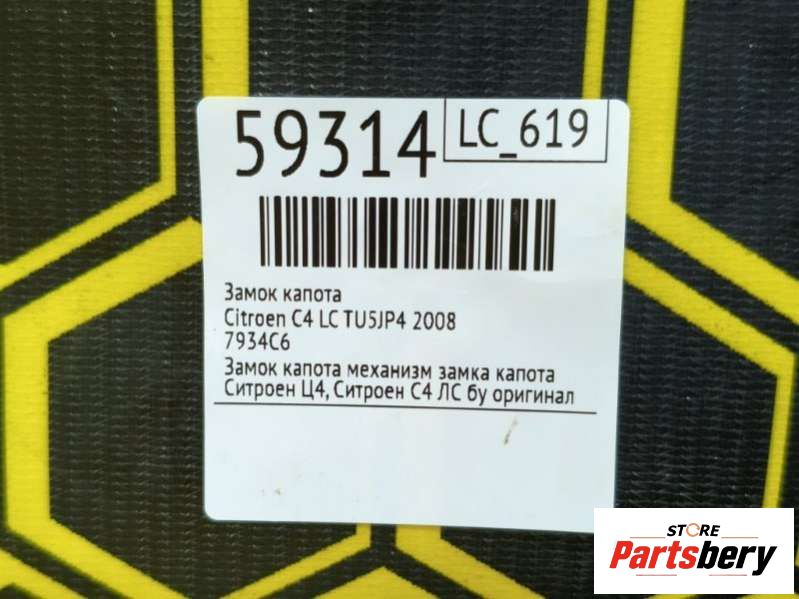 59314
LC_619
Замок капота
Citroen C4 LC TU5JP4 2008
7934C6
Замок капота механизм замка капота
Ситроен Ц4, Ситроен С4 ЛС бу оригинал
STORE
Partsbery